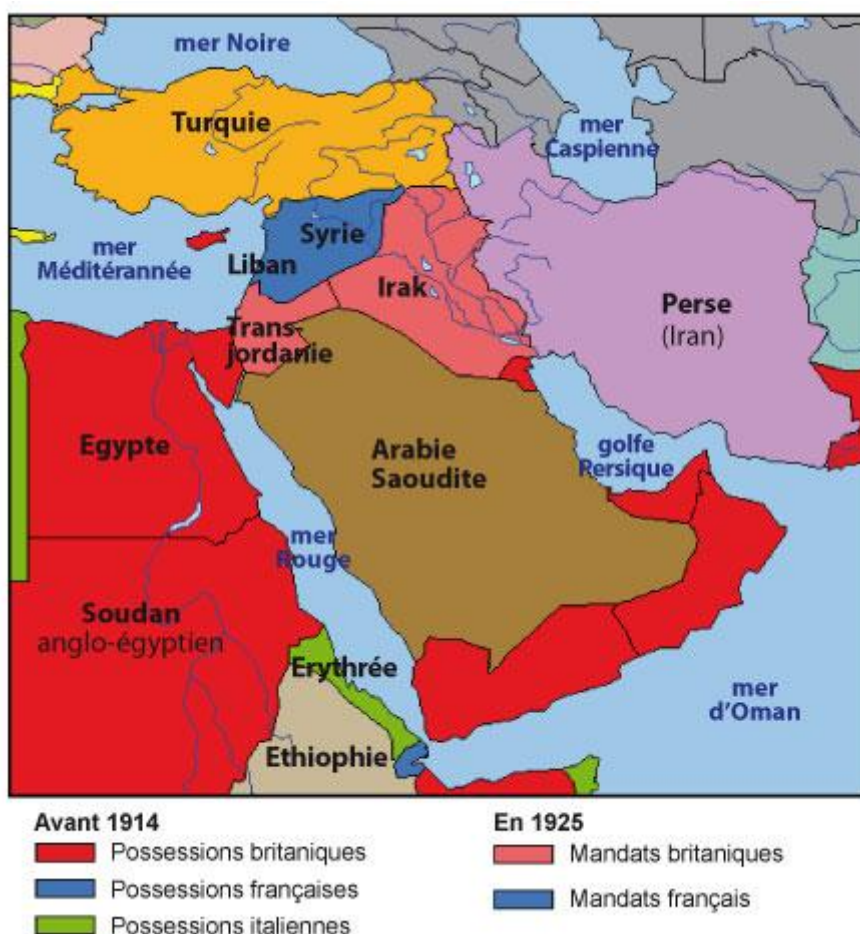 mer Noire
Turquie
mer
Caspienne
mer
Méditérannée
Syrie
Liban
Irak
Perse
(Iran)
Trans-
jordanie
Egypte
Arabie
Saoudite
golfe
Persique
mer
Rouge
Soudan
anglo-égyptien
Erythrée
mer
d'Oman
Ethiophie
Avant 1914
Possessions britaniques
Possessions françaises
Possessions italiennes
En 1925
Mandats britaniques
Mandats français